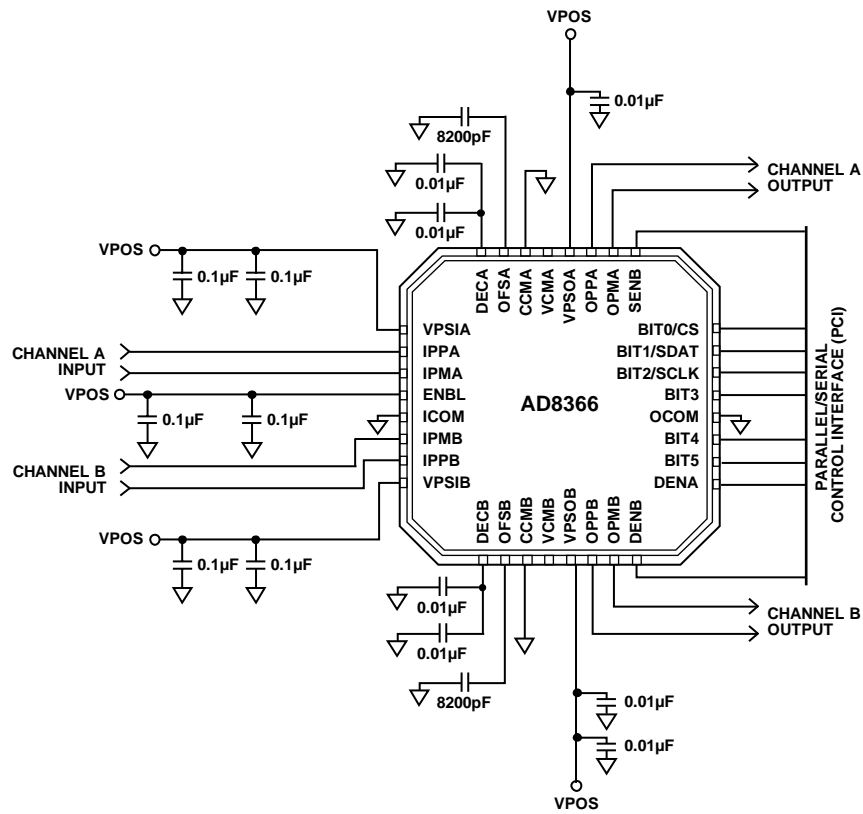 VPOS
0.01µF
8200pF
0.01µF
0.01µF
CHANNEL A
OUTPUT
VPOS
0.1µF
0.1µF
DECA
OFSA
CCMA
VCMA
VPSOA
OPPA
OPMA
SENB
VPSIA
BIT0/CS
CHANNEL A
INPUT
IPPA
BIT1/SDAT
IPMA
BIT2/SCLK
VPOS
ENBL
BIT3
0.1µF
0.1µF
ICOM
AD8366
OCOM
IPMB
BIT4
CHANNEL B
INPUT
IPPB
BIT5
VPSIB
DENA
PARALLEL/SERIAL
CONTROL INTERFACE (PCI)
VPOS
0.1µF
0.1µF
DECB
OFSB
CCMB
VCMB
VPSOB
OPPB
OPMB
DENB
0.01µF
0.01µF
8200pF
CHANNEL B
OUTPUT
0.01µF
0.01µF
VPOS